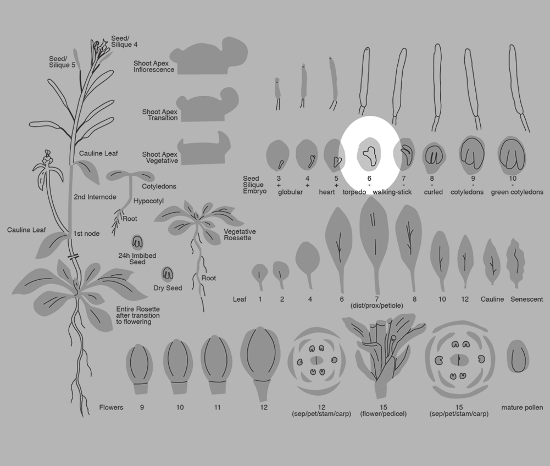 Seed/
Silique 4
Seed/
Silique 5
Shoot Apex
Inflorescence
Shoot Apex
Transition
Shoot Apex
Vegetative
Cauline Leaf
Cotyledons
2nd Internode
Hypocotyl
Root
Cauline Leaf
1st node
Vegetative
Roesette
24h Imbibed
Seed
Dry Seed
Root
Entire Rosette
after transition
to flowering
Seed 3 4 5 6 7 8 9 10
Silique + + + - - - - -
Embryo globular heart torpedo walking-stick curled cotyledons green cotyledons
Leaf 1 2 4 6 7 8 10 12 Cauline Senescent
(dist/prox/petiole)
Flowers 9 10 11 12 12 15 15 mature pollen
(sep/pet/stam/carp) (flower/pedicel) (sep/pet/stam/carp)